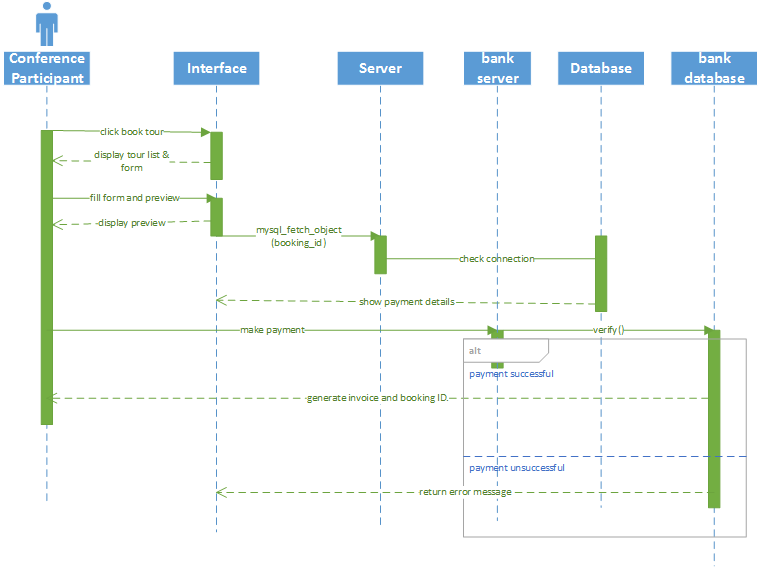 Conference
Participant
Interface
Server
bank
server
Database
bank
database
click book tour
display tour list &
form
fill form and preview
display preview
mysql_fetch_object
(booking_id)
check connection
show payment details
make payment
verify()
alt
payment successful
generate invoice and booking ID.
payment unsuccessful
return error message